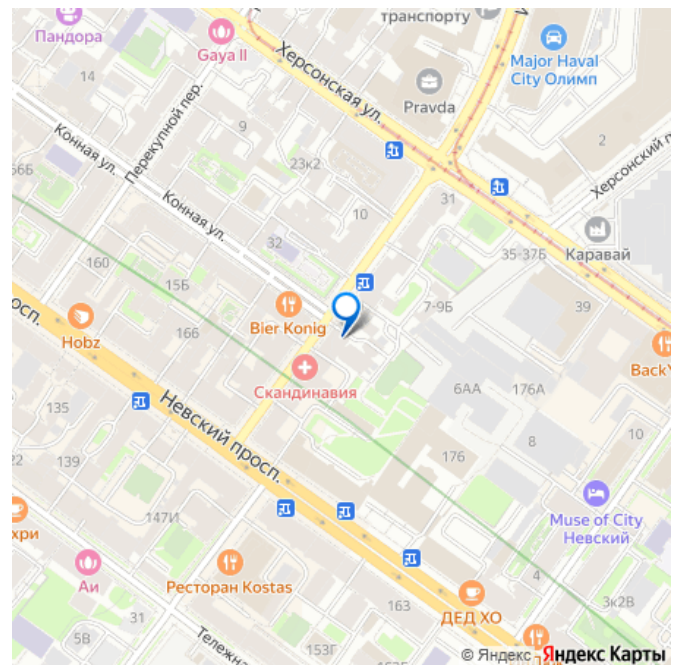 транспорту
Пандора
Gaya II
Major Haval
City Олимп
Херсонская ул.
Pravda
14
Перекупной пер.
9
2
Конная ул.
23к2
Херсонский п
66Б
Конная ул.
10
31
32
Каравай
35-37Б
160
15Б
7-9Б
39
осп.
Bier Konig
Hobz
166
BackY
Скандинавия
6АА
176А
135
Невский просп.
10
8
22
139
176
147И
Muse of City
Невский
хри
Аи
Ресторан Kostas
4
163
ДЕД ХО
3к2В
31
5В
Тележная
153Г
© Яндекс
Яндекс Карты